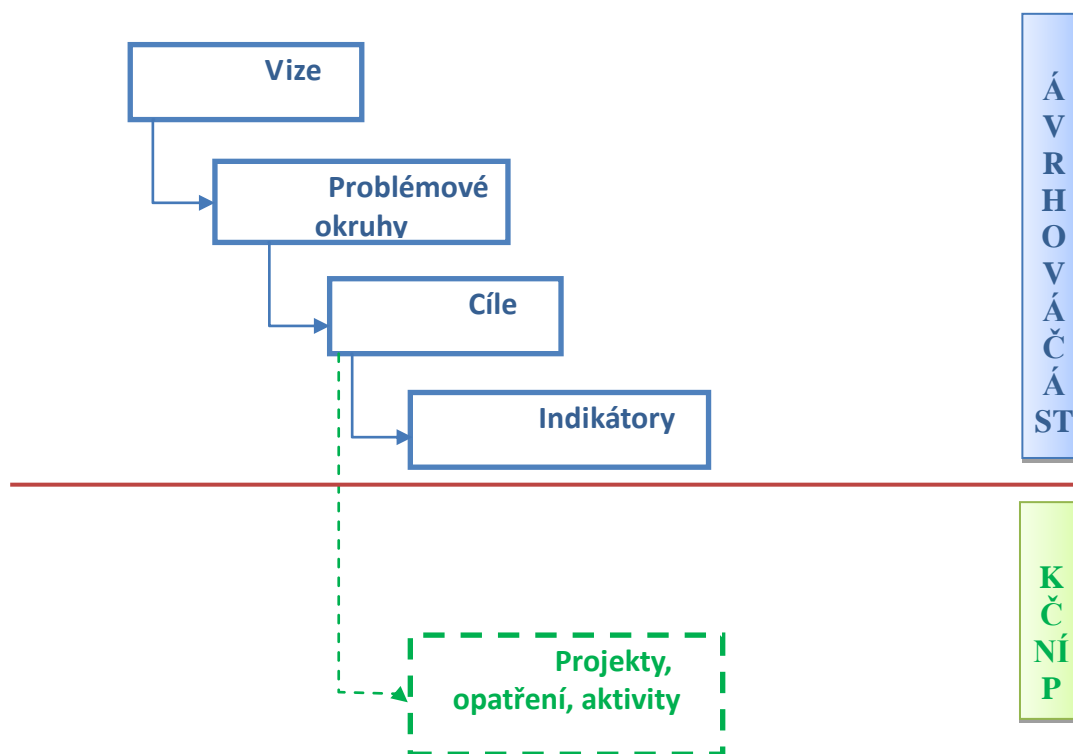 Vize
Problémové
okruhy
Cíle
Indikátory
Projekty,
opatření, aktivity
Á
V
R
H
O
V
Á
Č
Á
ST
K
Č
NÍ
P